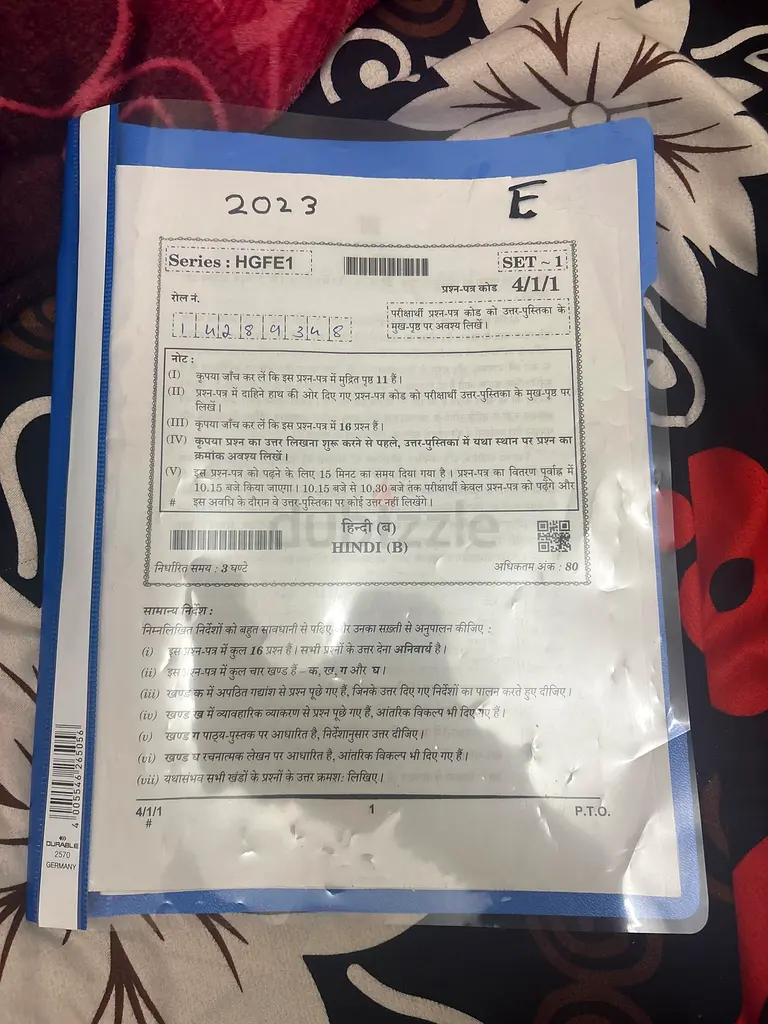 2023 E
Series : HGFE1
SET ~ 1
प्रश्न-पत्र कोड 4/1/1
रोल नं.
1 4 2 8 9 3 4 8
परीक्षार्थी प्रश्न-पत्र कोड को उत्तर-पुस्तिका के
मुख-पृष्ठ पर अवश्य लिखें ।
नोट :
(I) कृपया जाँच कर लें कि इस प्रश्न-पत्र में मुद्रित पृष्ठ 11 हैं ।
(II) प्रश्न-पत्र में दाहिने हाथ की ओर दिए गए प्रश्न-पत्र कोड को परीक्षार्थी उत्तर-पुस्तिका के मुख-पृष्ठ पर
लिखें ।
(III) कृपया जाँच कर लें कि इस प्रश्न-पत्र में 16 प्रश्न हैं ।
(IV) कृपया प्रश्न का उत्तर लिखना शुरू करने से पहले, उत्तर-पुस्तिका में यथा स्थान पर प्रश्न का
क्रमांक अवश्य लिखें ।
(V) इस प्रश्न-पत्र को पढ़ने के लिए 15 मिनट का समय दिया गया है । प्रश्न-पत्र का वितरण पूर्वाह्न में
10.15 बजे किया जाएगा । 10.15 बजे से 10.30 बजे तक परीक्षार्थी केवल प्रश्न-पत्र को पढ़ेंगे और
# इस अवधि के दौरान वे उत्तर-पुस्तिका पर कोई उत्तर नहीं लिखेंगे ।
हिन्दी (ब)
HINDI (B)
dubizzle
निर्धारित समय : 3 घण्टे
अधिकतम अंक : 80
सामान्य निर्देश :
निम्नलिखित निर्देशों को बहुत सावधानी से पढ़िए और उनका सख़्ती से अनुपालन कीजिए :
(i) इस प्रश्न-पत्र में कुल 16 प्रश्न हैं । सभी प्रश्नों के उत्तर देना अनिवार्य है ।
(ii) इस प्रश्न-पत्र में कुल चार खण्ड हैं – क, ख, ग और घ ।
(iii) खण्ड क में अपठित गद्यांश से प्रश्न पूछे गए हैं, जिनके उत्तर दिए गए निर्देशों का पालन करते हुए दीजिए ।
(iv) खण्ड ख में व्यावहारिक व्याकरण से प्रश्न पूछे गए हैं, आंतरिक विकल्प भी दिए गए हैं ।
(v) खण्ड ग पाठ्य-पुस्तक पर आधारित है, निर्देशानुसार उत्तर दीजिए ।
(vi) खण्ड घ रचनात्मक लेखन पर आधारित है, आंतरिक विकल्प भी दिए गए हैं ।
(vii) यथासंभव सभी खंडों के प्रश्नों के उत्तर क्रमशः लिखिए ।
4/1/1 1 P.T.O.
#
4 005546 265056
DURABLE
2570
GERMANY